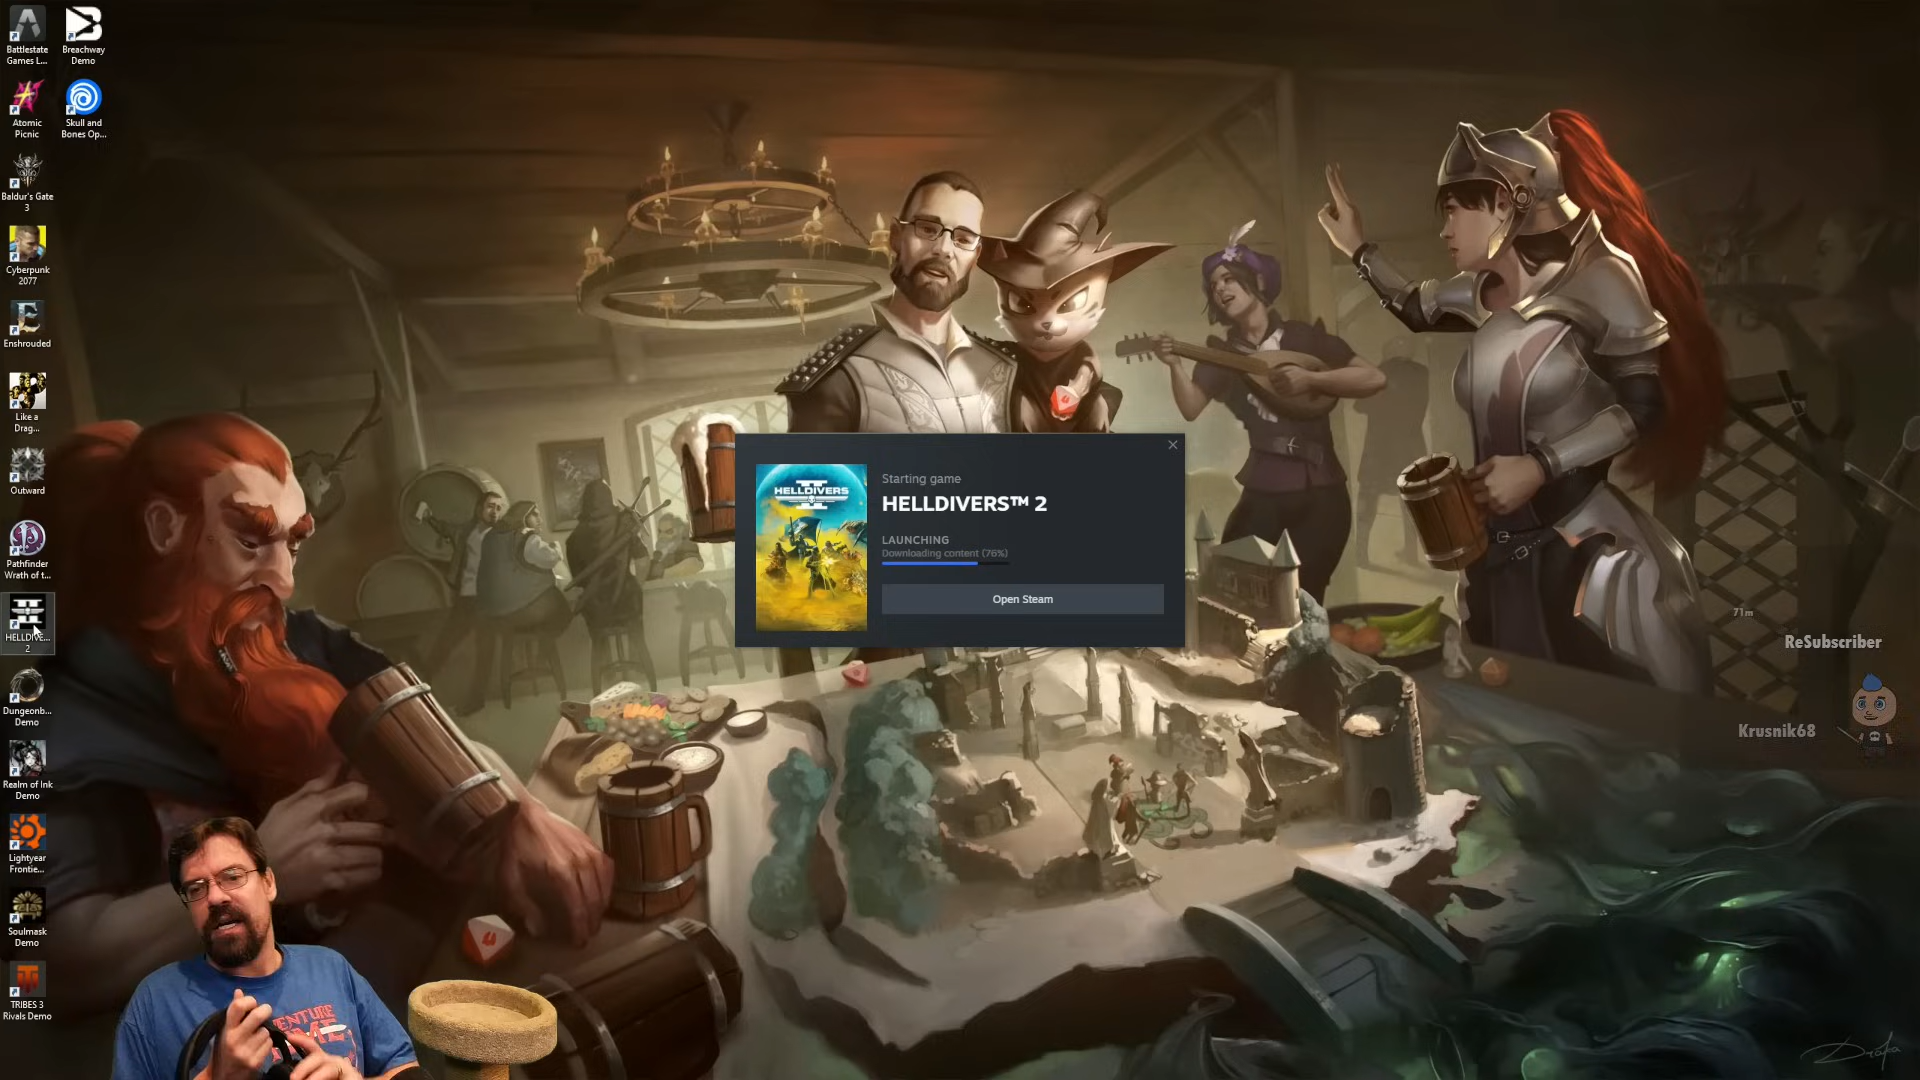 Battlestate
Games L...
Breachway
Demo
Atomic
Picnic
Skull and
Bones Op...
Baldur's Gate
3
Cyberpunk
2077
Enshrouded
Like a
Drag...
Outward
Pathfinder
Wrath of t...
HELLDIVE...
2
Dungeonb...
Demo
Realm of Ink
Demo
Lightyear
Frontie...
Soulmask
Demo
TRIBES 3
Rivals Demo
HELLDIVERS
Starting game
HELLDIVERS™ 2
LAUNCHING
Downloading content (76%)
Open Steam
71m
ReSubscriber
Krusnik68